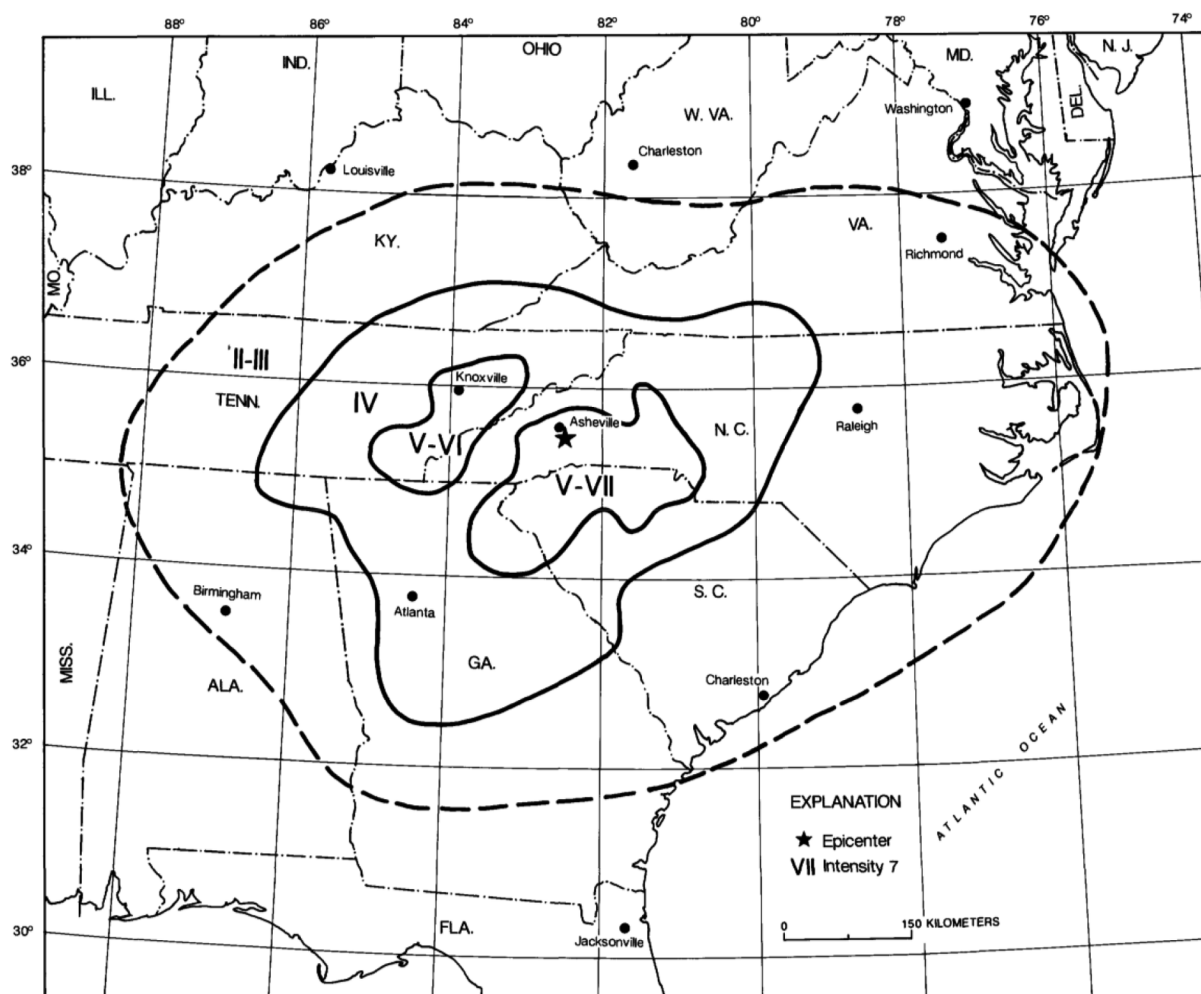 88° 86° 84° 82° 80° 78° 76° 74°
OHIO
IND.
MD.
N. J.
ILL.
DEL.
Washington
W. VA.
Charleston
38°
Louisville
KY.
VA.
Richmond
MO.
36°
'II-III
Knoxville
TENN.
IV
Asheville
N. C.
Raleigh
V-VI
V-VII
34°
Birmingham
Atlanta
S. C.
MISS.
GA.
Charleston
ALA.
32°
ATLANTIC OCEAN
EXPLANATION
★ Epicenter
VII Intensity 7
30°
FLA.
0 150 KILOMETERS
Jacksonville